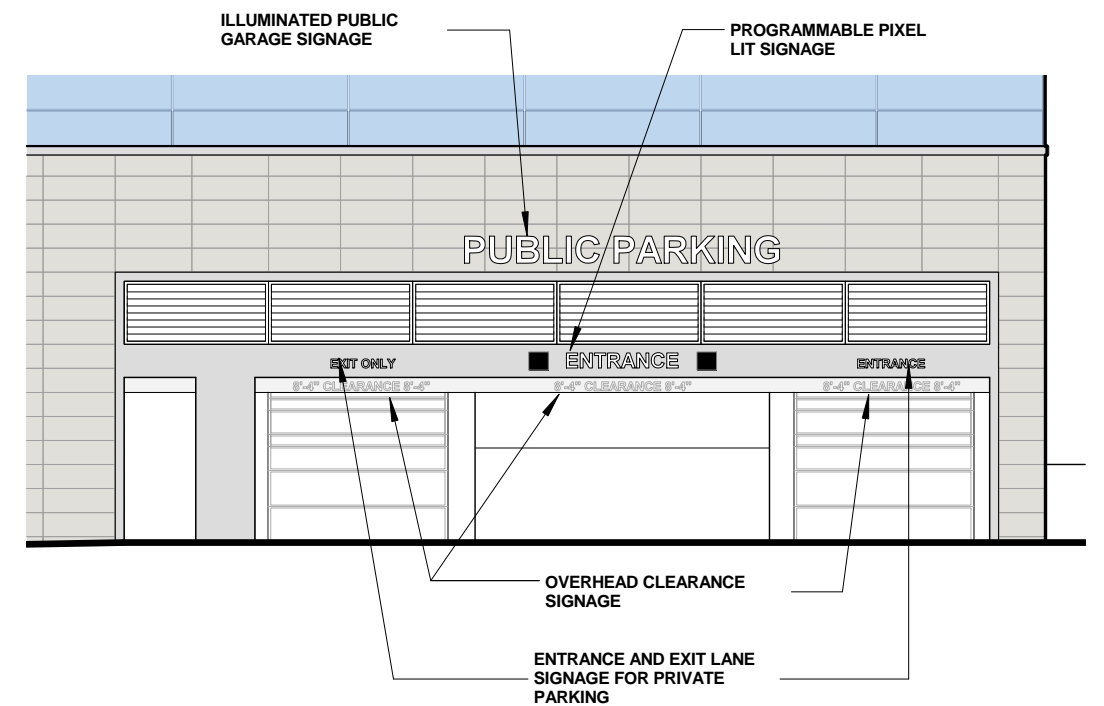 ILLUMINATED PUBLIC
GARAGE SIGNAGE
PROGRAMMABLE PIXEL
LIT SIGNAGE
PUBLIC PARKING
EXIT ONLY
ENTRANCE
ENTRANCE
8'-4" CLEARANCE 8'-4"
8'-4" CLEARANCE 8'-4"
8'-4" CLEARANCE 8'-4"
OVERHEAD CLEARANCE
SIGNAGE
ENTRANCE AND EXIT LANE
SIGNAGE FOR PRIVATE
PARKING